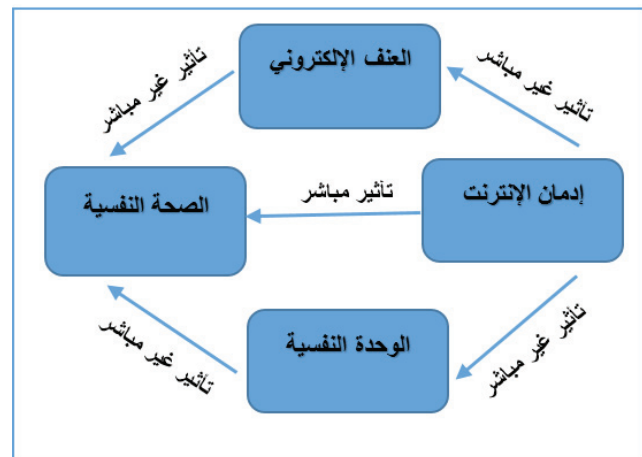 العنف الإلكتروني
تأثير غير مباشر
تأثير غير مباشر
إدمان الإنترنت
تأثير مباشر
الصحة النفسية
تأثير غير مباشر
الوحدة النفسية
تأثير غير مباشر